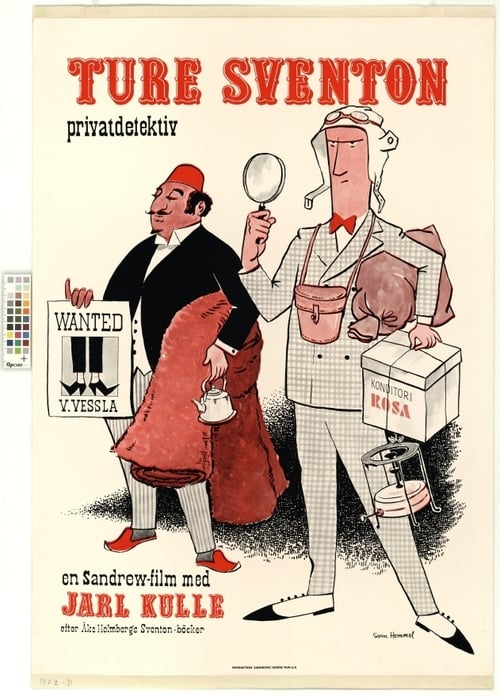 TURE SVENTON
privatdetektiv
WANTED
V. VESSLA
KONDITORI
ROSA
en Sandrew-film med
JARL KULLE
efter Åke Holmbergs Sventon-böcker
Sven Hemmel